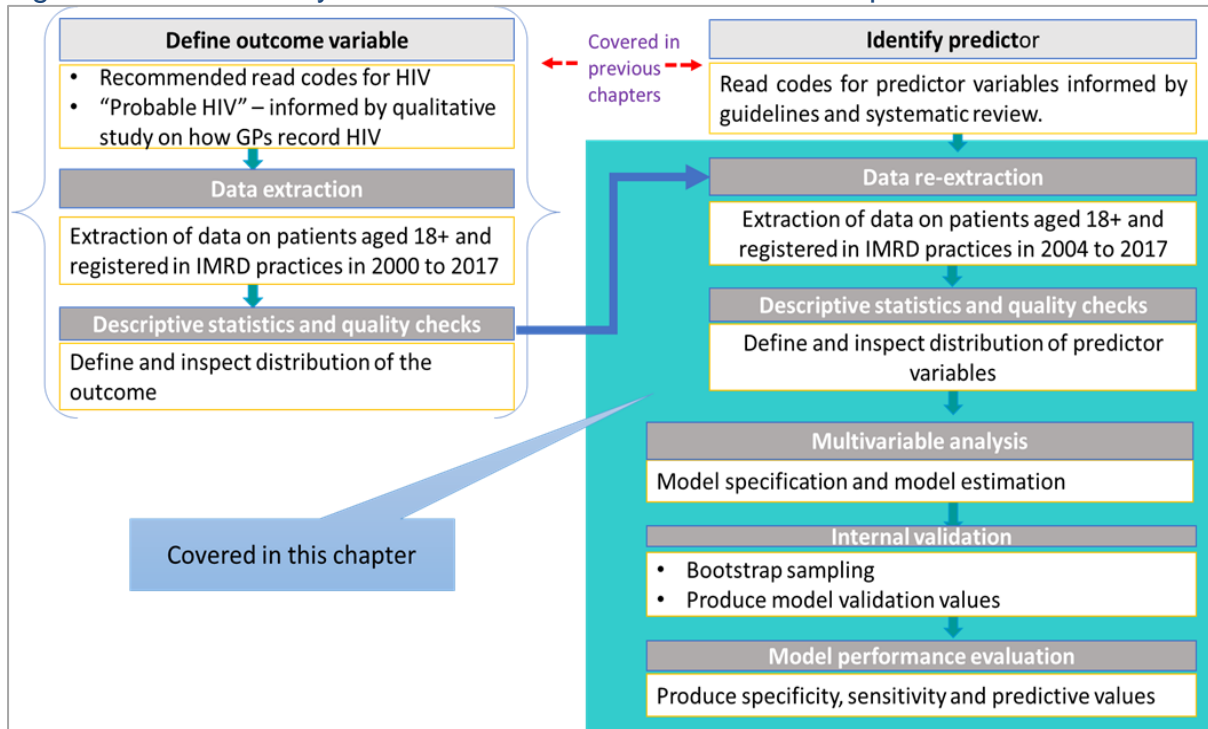 Define outcome variable
• Recommended read codes for HIV
• “Probable HIV” – informed by qualitative
study on how GPs record HIV
Data extraction
Extraction of data on patients aged 18+ and
registered in IMRD practices in 2000 to 2017
Descriptive statistics and quality checks
Define and inspect distribution of the
outcome
Covered in
previous
chapters
Identify predictor
Read codes for predictor variables informed by
guidelines and systematic review.
Data re-extraction
Extraction of data on patients aged 18+ and
registered in IMRD practices in 2004 to 2017
Descriptive statistics and quality checks
Define and inspect distribution of predictor
variables
Multivariable analysis
Model specification and model estimation
Internal validation
• Bootstrap sampling
• Produce model validation values
Model performance evaluation
Produce specificity, sensitivity and predictive values
Covered in this chapter